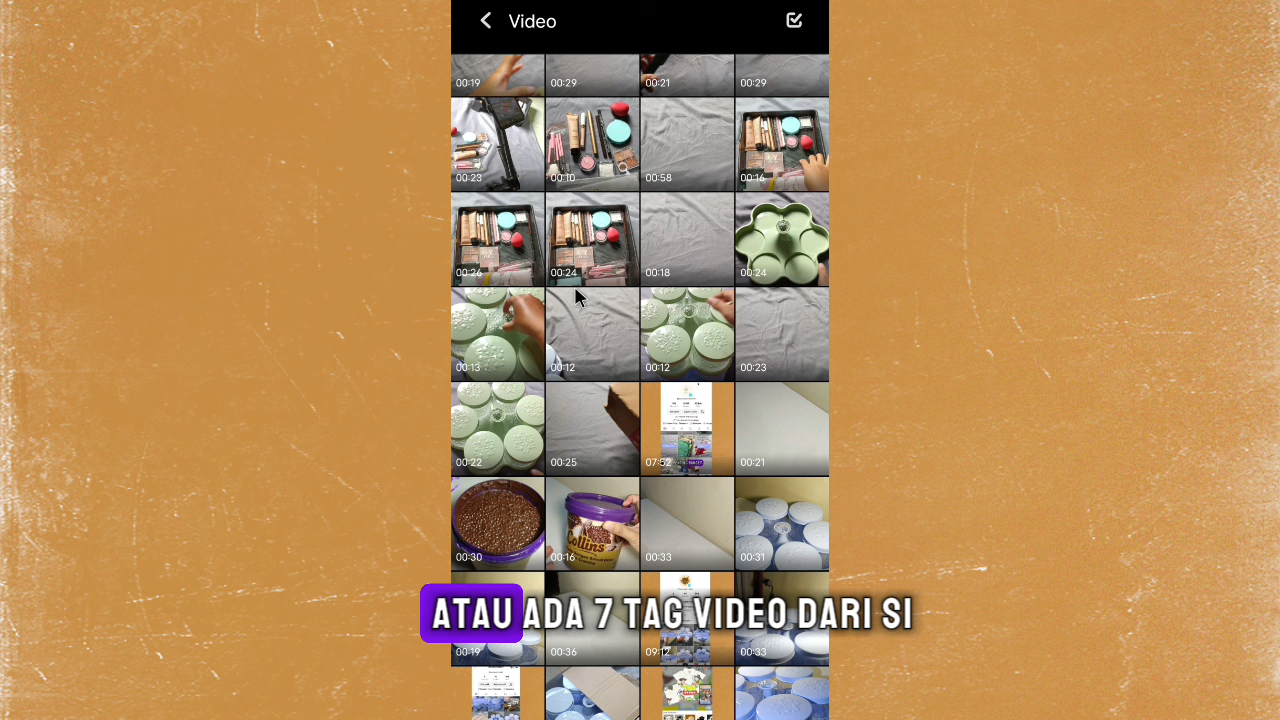 Video
00:19 00:29 00:21 00:29
00:23 00:10 00:58 00:16
00:26 00:24 00:18 00:24
00:13 00:12 00:12 00:23
00:22 00:25 07:52 00:21
00:30 Collins 00:16 00:33 00:31
ATAU ADA 7 TAG VIDEO DARI SI
00:19 00:36 09:12 00:33